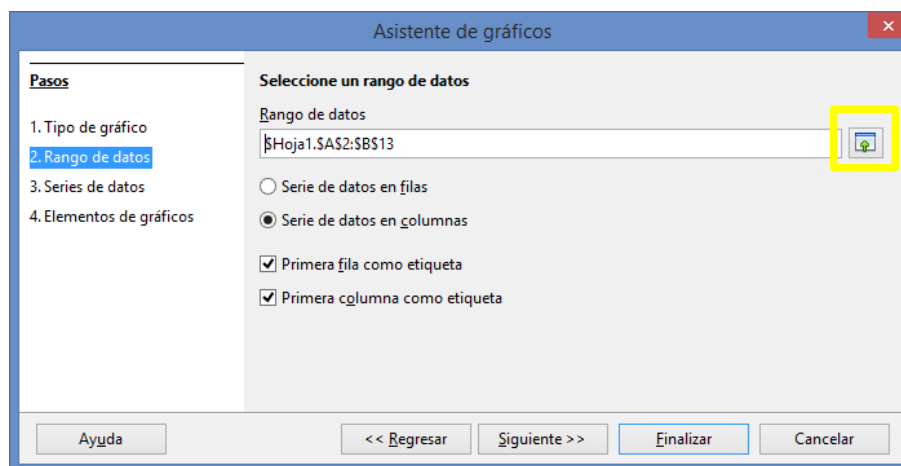 Asistente de gráficos
Pasos
1. Tipo de gráfico
2. Rango de datos
3. Series de datos
4. Elementos de gráficos
Seleccione un rango de datos
Rango de datos
$Hoja1.$A$2:$B$13
Serie de datos en filas
Serie de datos en columnas
Primera fila como etiqueta
Primera columna como etiqueta
Ayuda
<< Regresar
Siguiente >>
Finalizar
Cancelar